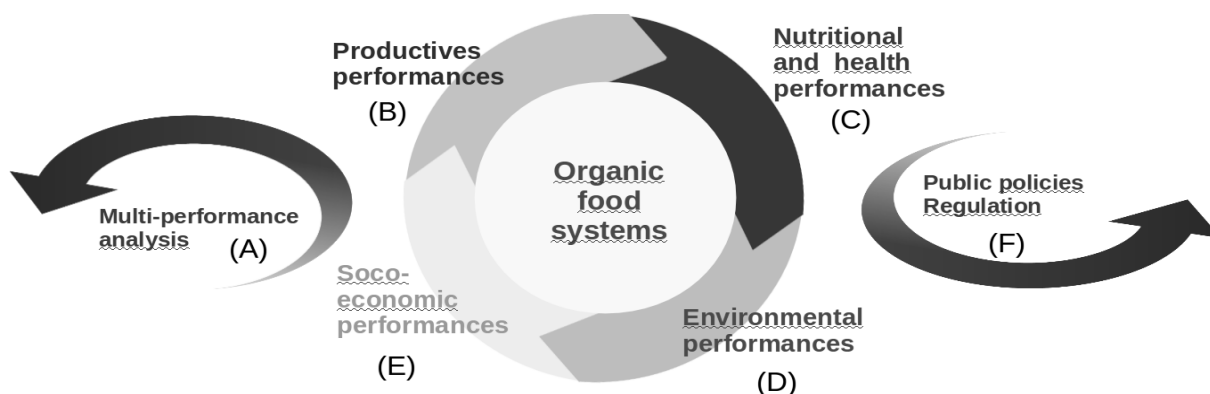 Productives
performances
(B)
Nutritional
and health
performances
(C)
Multi-performance
analysis
(A)
Organic
food
systems
Public policies
Regulation
(F)
Soco-
economic
performances
(E)
Environmental
performances
(D)